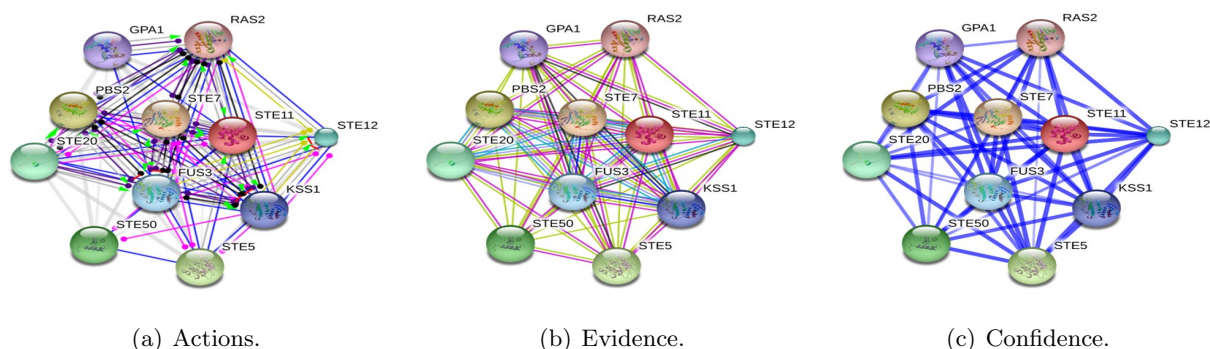 GPA1 RAS2 PBS2 STE7 STE11 STE12 STE20 FUS3 KSS1 STE50 STE5
GPA1 RAS2 PBS2 STE7 STE11 STE12 STE20 FUS3 KSS1 STE50 STE5
GPA1 RAS2 PBS2 STE7 STE11 STE12 STE20 FUS3 KSS1 STE50 STE5
(a) Actions.
(b) Evidence.
(c) Confidence.